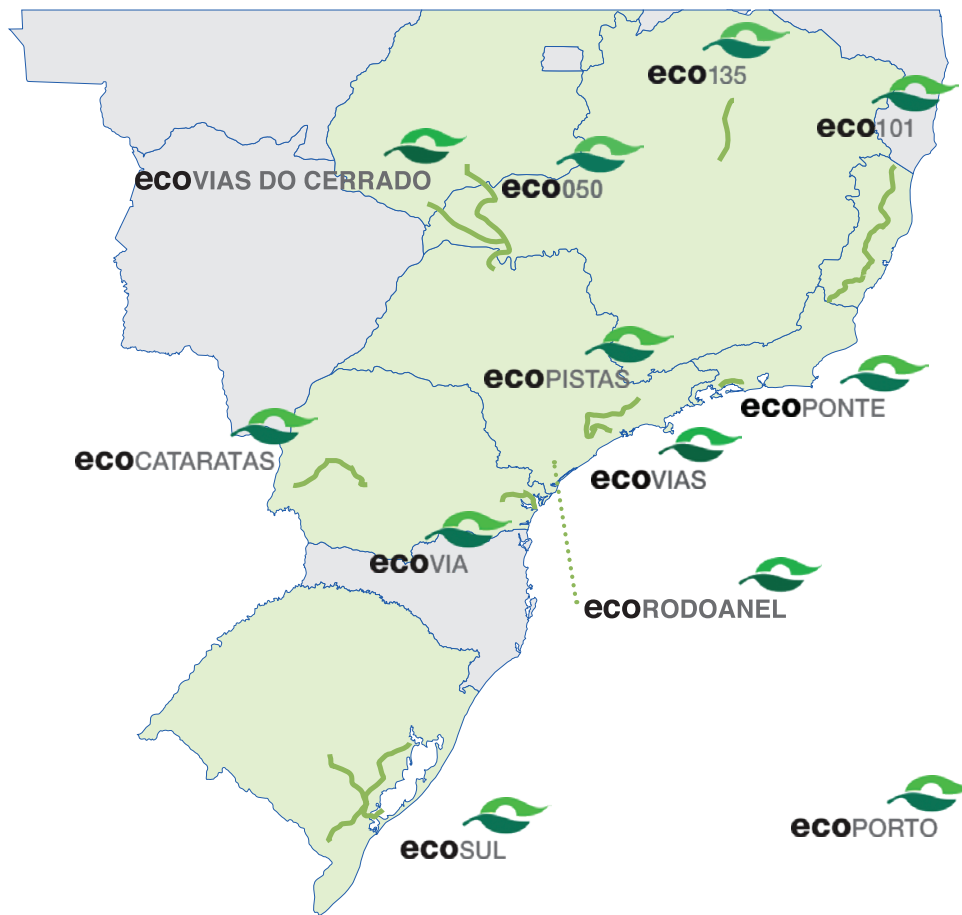 eco135
eco101
ecoVIAS DO CERRADO
eco050
ecoPISTAS
ecoPONTE
ecoCATARATAS
ecoVIAS
ecoVIA
ecoRODOANEL
ecoPORTO
ecoSUL